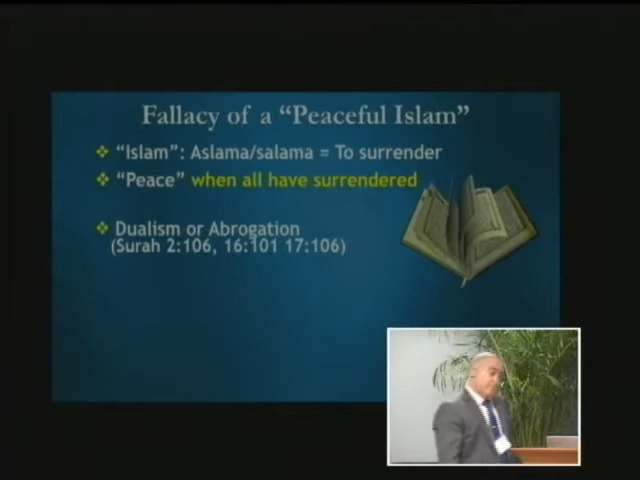 Fallacy of a “Peaceful Islam”
“Islam”: Aslama/salama = To surrender
“Peace” when all have surrendered
Dualism or Abrogation
(Surah 2:106, 16:101 17:106)